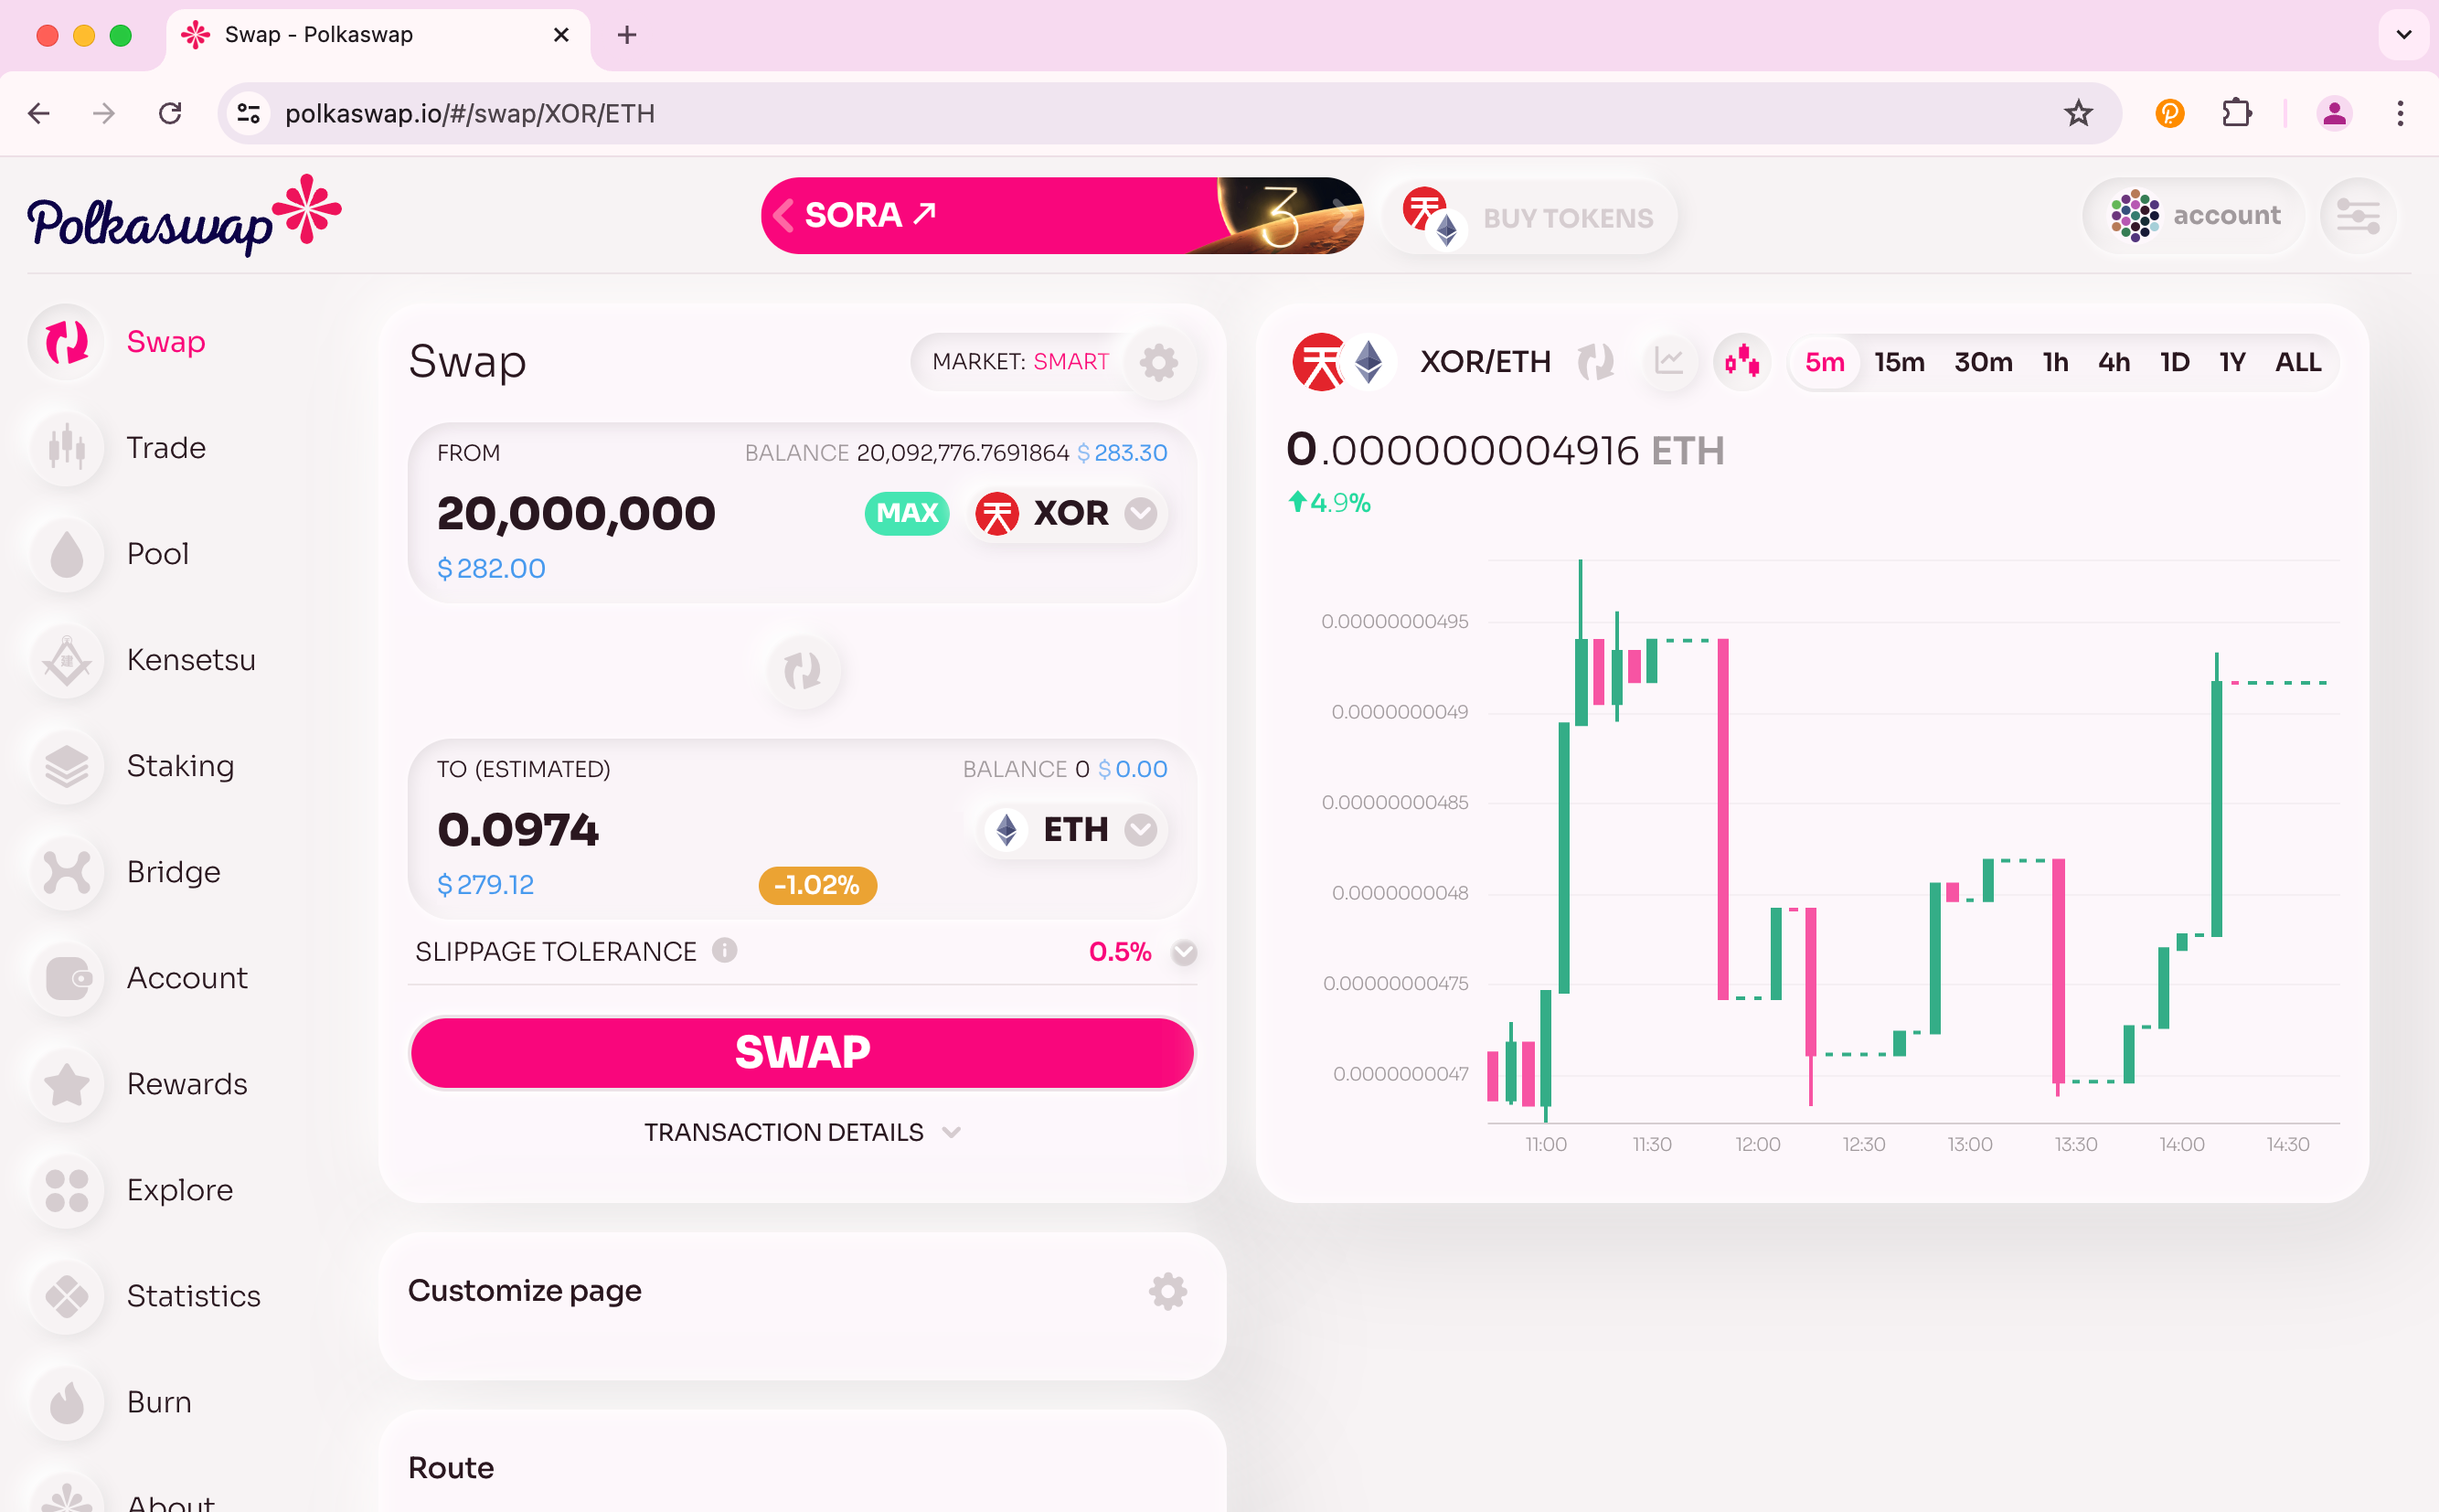 Swap - Polkaswap
polkaswap.io/#/swap/XOR/ETH
Polkaswap
SORA
3
BUY TOKENS
account
Swap
Trade
Pool
Kensetsu
Staking
Bridge
Account
Rewards
Explore
Statistics
Burn
About
Swap
MARKET: SMART
FROM
BALANCE 20,092,776.7691864 $283.30
20,000,000
MAX
XOR
$282.00
TO (ESTIMATED)
BALANCE 0 $0.00
0.0974
ETH
$279.12
-1.02%
SLIPPAGE TOLERANCE
0.5%
SWAP
TRANSACTION DETAILS
Customize page
Route
XOR/ETH
5m 15m 30m 1h 4h 1D 1Y ALL
0.000000004916 ETH
4.9%
0.00000000495
0.0000000049
0.00000000485
0.0000000048
0.00000000475
0.0000000047
11:00 11:30 12:00 12:30 13:00 13:30 14:00 14:30